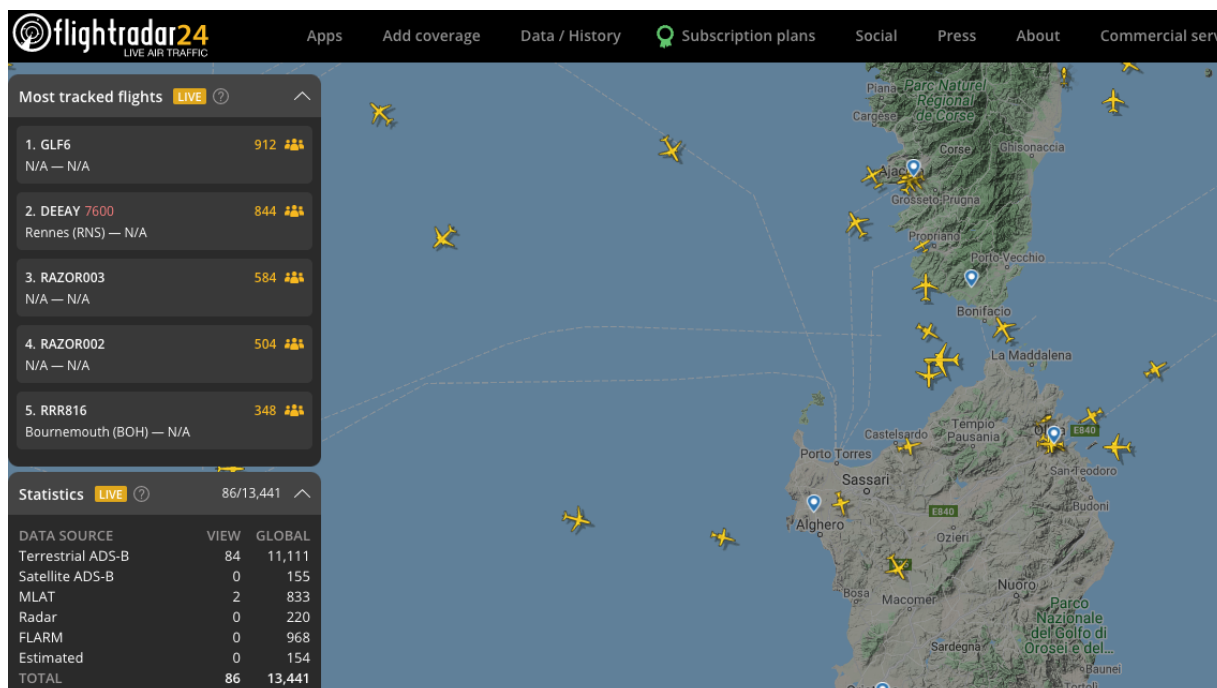 flightradar24
LIVE AIR TRAFFIC
Apps Add coverage Data / History Subscription plans Social Press About Commercial serv
Most tracked flights LIVE ?
1. GLF6 912
N/A — N/A
2. DEEAY 7600 844
Rennes (RNS) — N/A
3. RAZOR003 584
N/A — N/A
4. RAZOR002 504
N/A — N/A
5. RRR816 348
Bournemouth (BOH) — N/A
Statistics LIVE ? 86/13,441
DATA SOURCE VIEW GLOBAL
Terrestrial ADS-B 84 11,111
Satellite ADS-B 0 155
MLAT 2 833
Radar 0 220
FLARM 0 968
Estimated 0 154
TOTAL 86 13,441
Piana
Parc Naturel
Régional
de Corse
Cargèse
Corse
Ghisonaccia
Grosseto-Prugna
Propriano
Porto-Vecchio
Bonifacio
La Maddalena
Castelsardo
Tempio
Pausania
E840
Porto Torres
San Teodoro
Sassari
Budoni
E840
Alghero
Ozieri
Nuoro
Bosa
Macomer
Parco
Nazionale
del Golfo di
Orosei e del...
Sardegna
Baunei